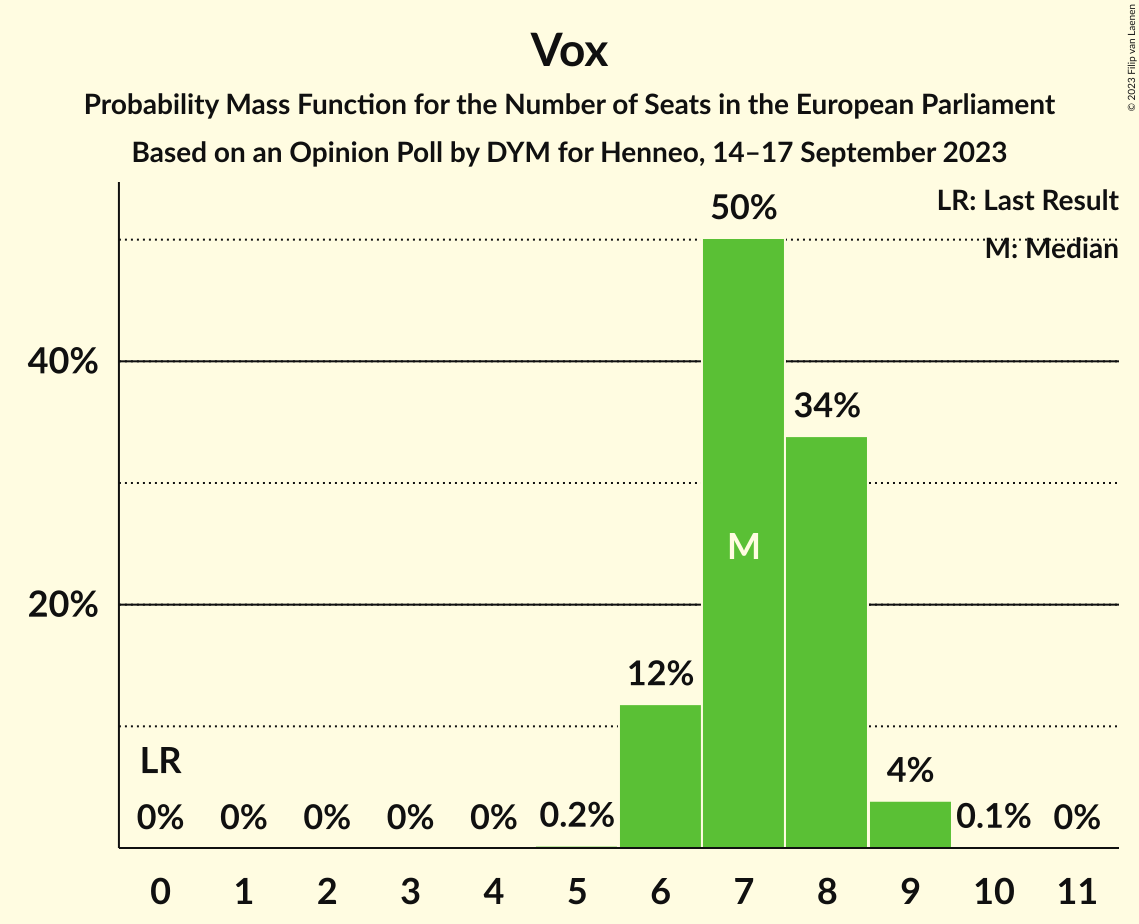 Vox
Probability Mass Function for the Number of Seats in the European Parliament
Based on an Opinion Poll by DYM for Henneo, 14–17 September 2023
© 2023 Filip van Laenen
LR: Last Result
M: Median
50%
40%
34%
M
20%
12%
LR
4%
0% 0% 0% 0% 0% 0.2% 0.1% 0%
0 1 2 3 4 5 6 7 8 9 10 11